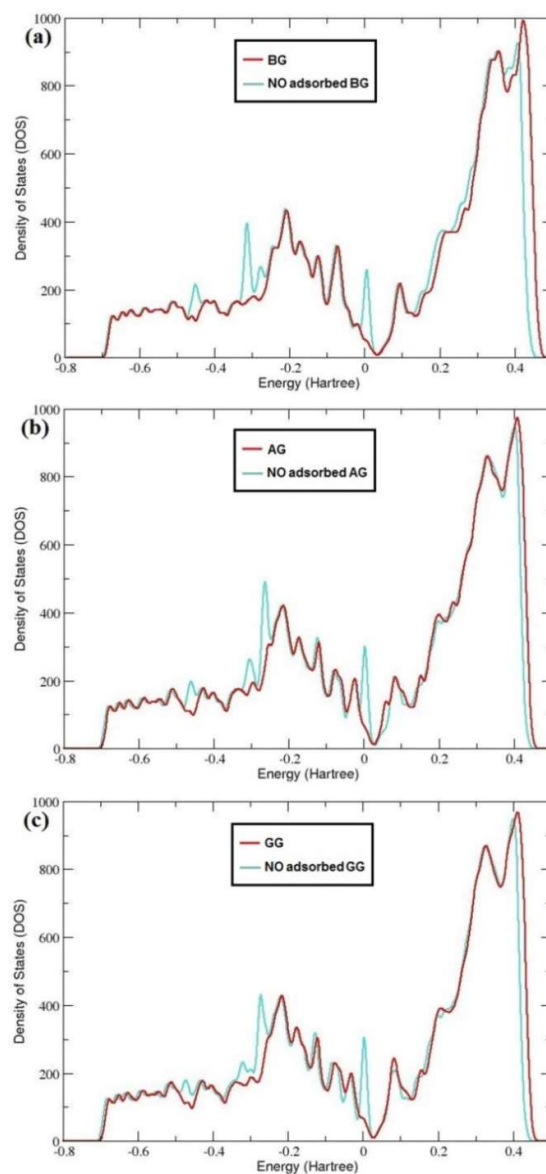 (a)
BG
NO adsorbed BG
Density of States (DOS)
1000
800
600
400
200
0
-0.8 -0.6 -0.4 -0.2 0 0.2 0.4
Energy (Hartree)
(b)
AG
NO adsorbed AG
Density of States (DOS)
1000
800
600
400
200
0
-0.8 -0.6 -0.4 -0.2 0 0.2 0.4
Energy (Hartree)
(c)
GG
NO adsorbed GG
Density of States (DOS)
1000
800
600
400
200
0
-0.8 -0.6 -0.4 -0.2 0 0.2 0.4
Energy (Hartree)